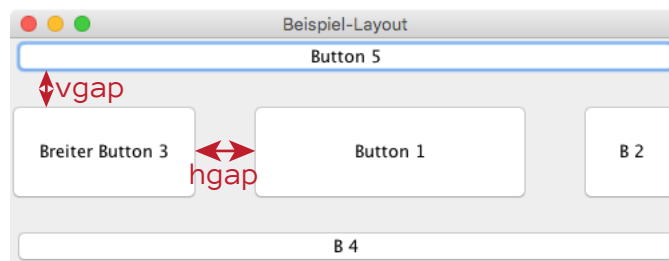 Beispiel-Layout
Button 5
vgap
Breiter Button 3
hgap
Button 1
B 2
B 4